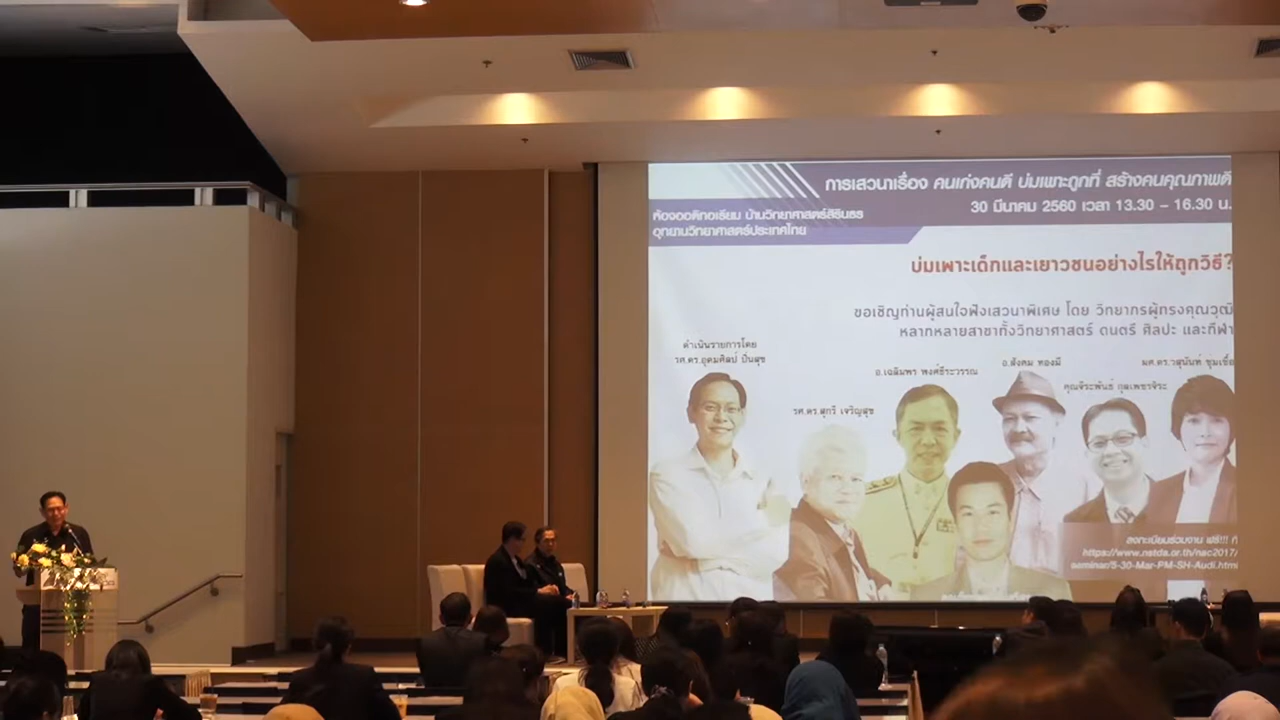 การเสวนาเรื่อง คนเก่งคนดี บ่มเพาะถูกที่ สร้างคนคุณภาพดี
30 มีนาคม 2560 เวลา 13.30 - 16.30 น.
ห้องออดิทอเรียม บ้านวิทยาศาสตร์สิรินธร
อุทยานวิทยาศาสตร์ประเทศไทย
บ่มเพาะเด็กและเยาวชนอย่างไรให้ถูกวิธี?
ขอเชิญท่านผู้สนใจฟังเสวนาพิเศษ โดย วิทยากรผู้ทรงคุณวุฒิ
หลากหลายสาขาทั้งวิทยาศาสตร์ ดนตรี ศิลปะ และกีฬา
ดำเนินรายการโดย
รศ.ดร.อุดมศิลป์ ปิ่นสุข
รศ.ดร.สุกรี เจริญสุข
อ.เฉลิมพร พงศ์ธีระวรรณ
อ.สังคม ทองมี
คุณจีระพันธ์ กุลเพชรจิระ
ผศ.ดร.วสุนันท์ ชุ่มเชื้อ
ลงทะเบียนร่วมงาน ฟรี!!! ที่
https://www.nstda.or.th/nsc2017/
seminar/S-30-Mar-PM-SH-Audi.html